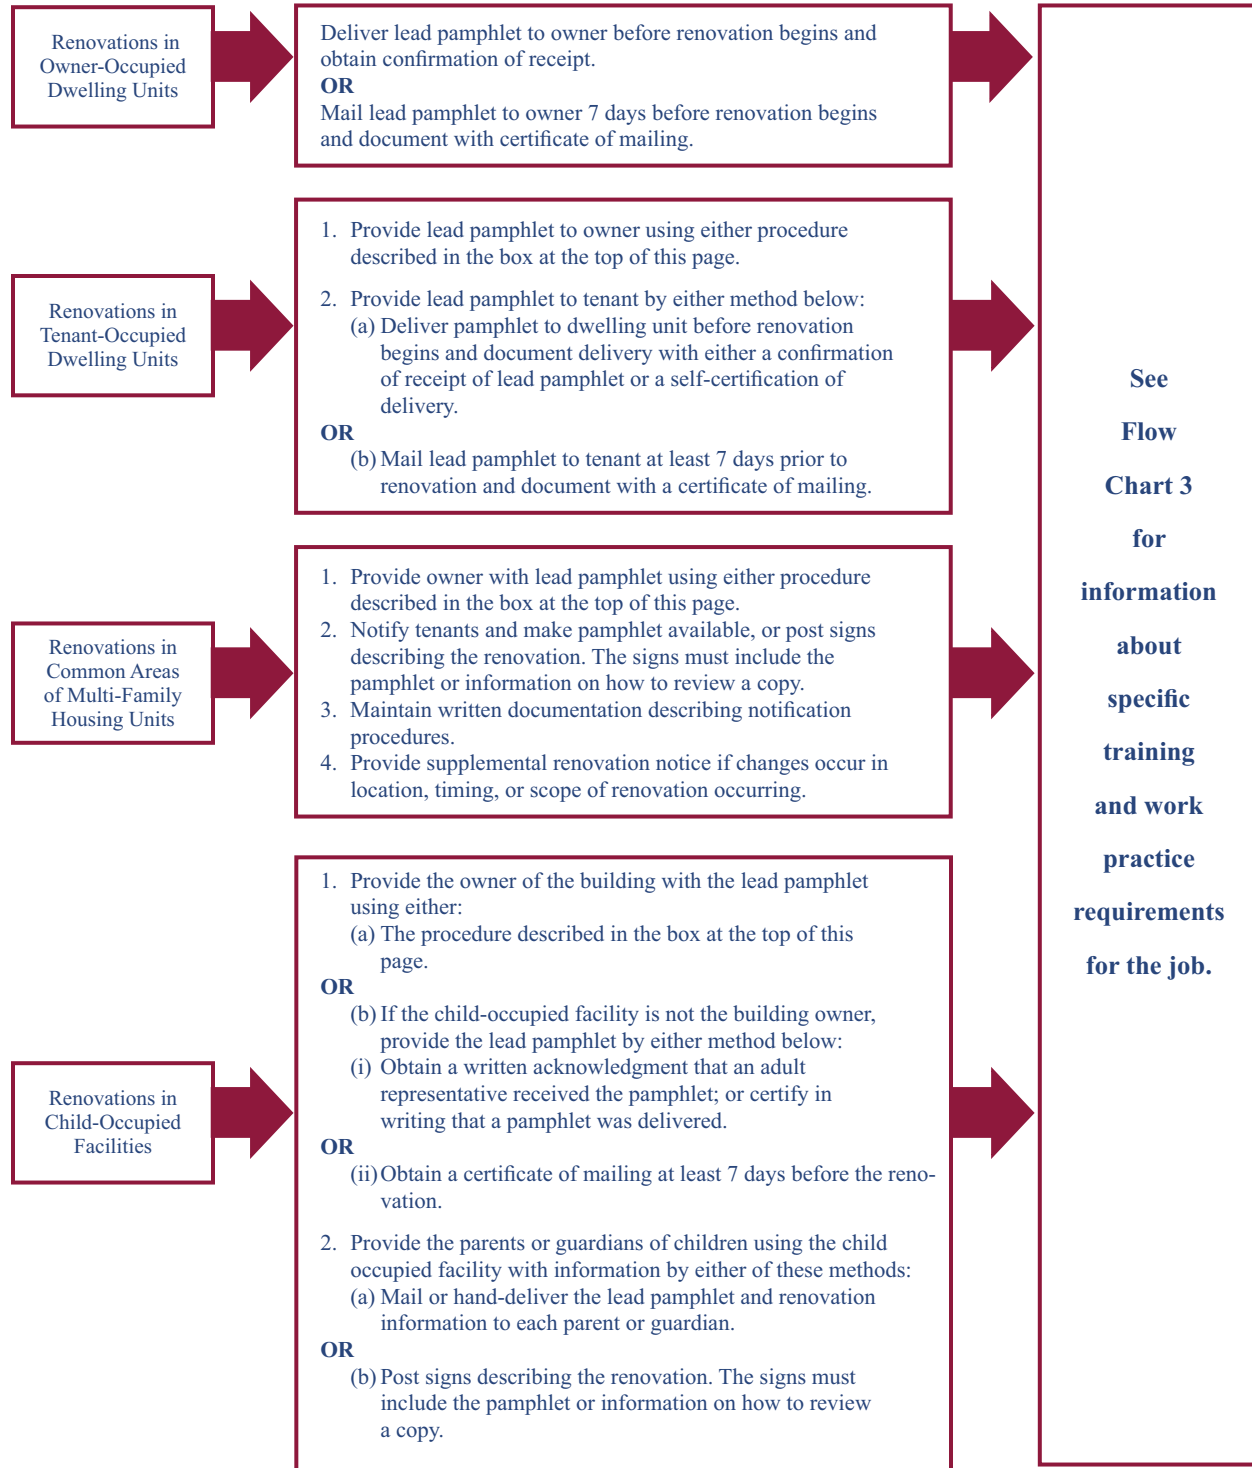 Renovations in
Owner-Occupied
Dwelling Units
Deliver lead pamphlet to owner before renovation begins and
obtain confirmation of receipt.
OR
Mail lead pamphlet to owner 7 days before renovation begins
and document with certificate of mailing.
Renovations in
Tenant-Occupied
Dwelling Units
1. Provide lead pamphlet to owner using either procedure
described in the box at the top of this page.
2. Provide lead pamphlet to tenant by either method below:
(a) Deliver pamphlet to dwelling unit before renovation
begins and document delivery with either a confirmation
of receipt of lead pamphlet or a self-certification of
delivery.
OR
(b) Mail lead pamphlet to tenant at least 7 days prior to
renovation and document with a certificate of mailing.
Renovations in
Common Areas
of Multi-Family
Housing Units
1. Provide owner with lead pamphlet using either procedure
described in the box at the top of this page.
2. Notify tenants and make pamphlet available, or post signs
describing the renovation. The signs must include the
pamphlet or information on how to review a copy.
3. Maintain written documentation describing notification
procedures.
4. Provide supplemental renovation notice if changes occur in
location, timing, or scope of renovation occurring.
Renovations in
Child-Occupied
Facilities
1. Provide the owner of the building with the lead pamphlet
using either:
(a) The procedure described in the box at the top of this
page.
OR
(b) If the child-occupied facility is not the building owner,
provide the lead pamphlet by either method below:
(i) Obtain a written acknowledgment that an adult
representative received the pamphlet; or certify in
writing that a pamphlet was delivered.
OR
(ii) Obtain a certificate of mailing at least 7 days before the reno-
vation.
2. Provide the parents or guardians of children using the child
occupied facility with information by either of these methods:
(a) Mail or hand-deliver the lead pamphlet and renovation
information to each parent or guardian.
OR
(b) Post signs describing the renovation. The signs must
include the pamphlet or information on how to review
a copy.
See
Flow
Chart 3
for
information
about
specific
training
and work
practice
requirements
for the job.